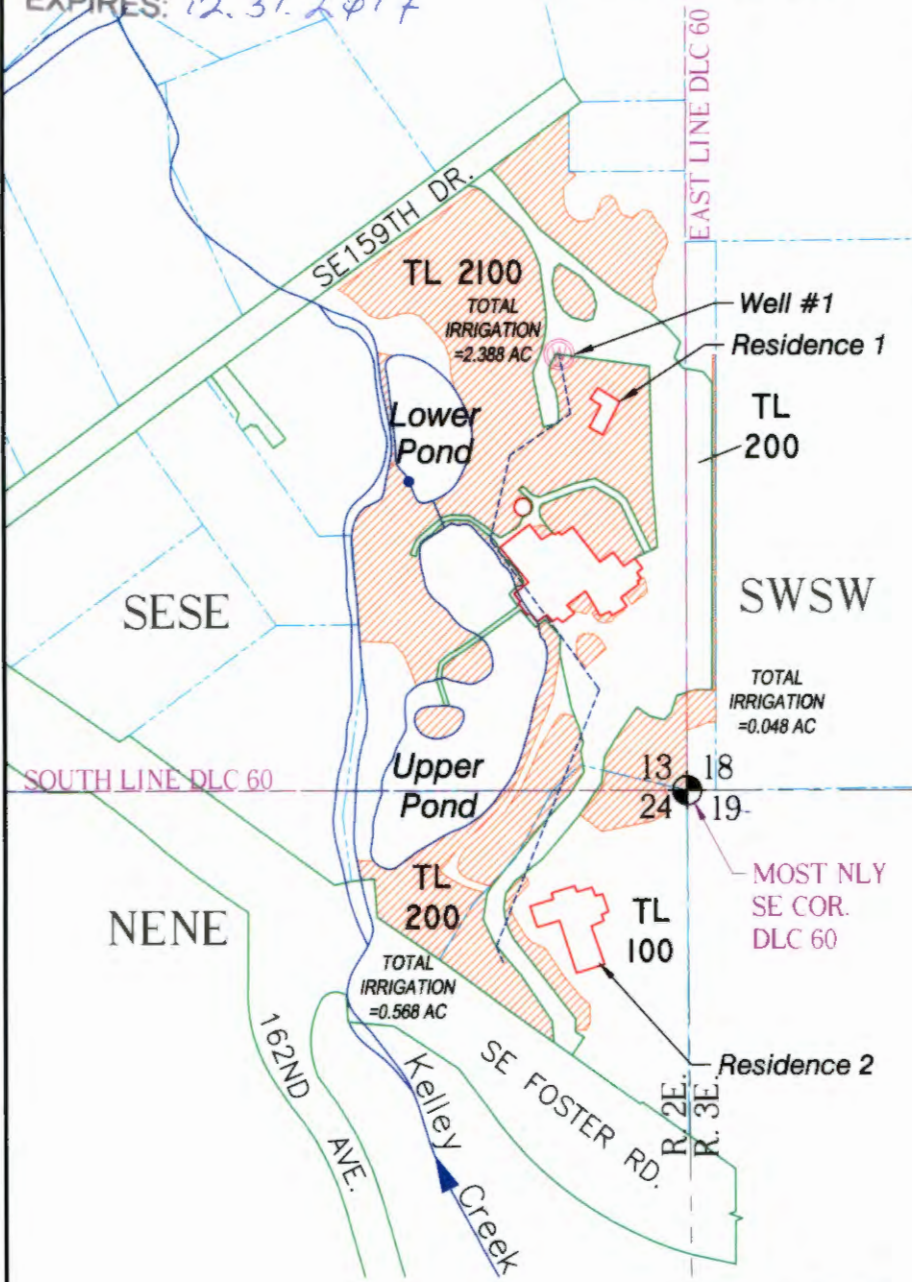 EXPIRES: 12.31.2017
EAST LINE DLC 60
SE159TH DR.
TL 2100
TOTAL
IRRIGATION
=2.388 AC
Well #1
Residence 1
TL
200
Lower
Pond
SESE
SWSW
TOTAL
IRRIGATION
=0.048 AC
Upper
Pond
SOUTH LINE DLC 60
13 18
24 19
MOST NLY
SE COR.
DLC 60
NENE
TL
200
TL
100
TOTAL
IRRIGATION
=0.568 AC
162ND
AVE.
Kelley
Creek
SE FOSTER RD.
Residence 2
R. 2E.
R. 3E.